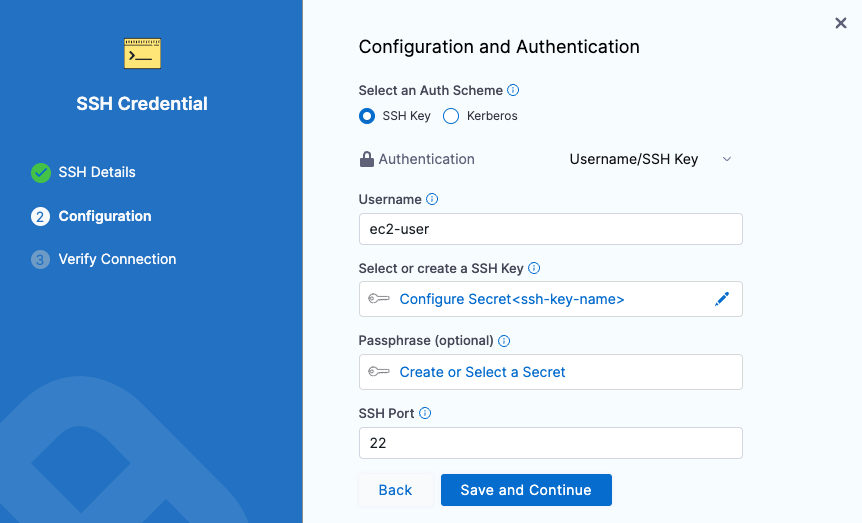 SSH Credential
SSH Details
2 Configuration
3 Verify Connection
Configuration and Authentication
Select an Auth Scheme
SSH Key Kerberos
Authentication Username/SSH Key
Username
ec2-user
Select or create a SSH Key
Configure Secret<ssh-key-name>
Passphrase (optional)
Create or Select a Secret
SSH Port
22
Back Save and Continue